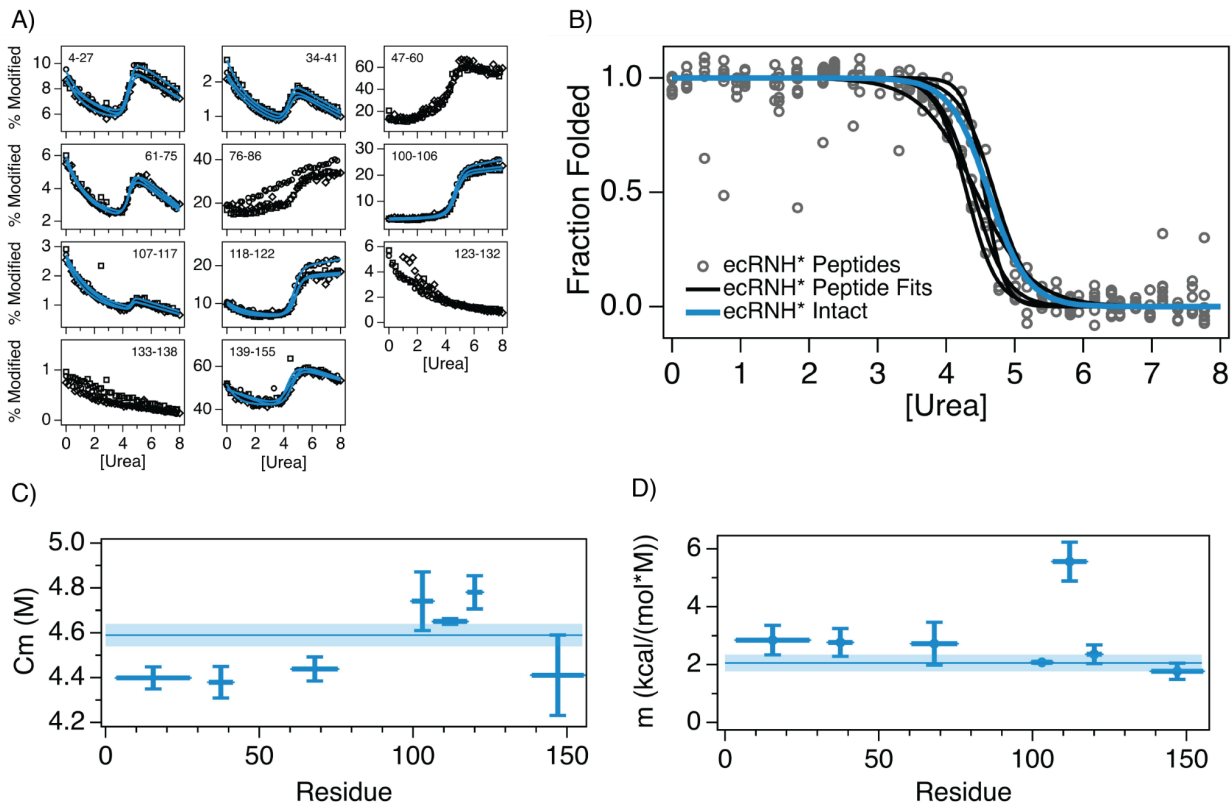 A)
4-27
34-41
47-60
% Modified
10
8
6
2
1
60
40
20
61-75
76-86
100-106
% Modified
6
4
2
40
20
30
20
10
107-117
118-122
123-132
% Modified
3
2
1
0
20
10
6
4
2
0
133-138
139-155
% Modified
1
0
60
40
0 2 4 6 8
0 2 4 6 8
0 2 4 6 8
[Urea]
[Urea]
[Urea]
B)
Fraction Folded
1.0
0.5
0.0
ecRNH* Peptides
ecRNH* Peptide Fits
ecRNH* Intact
0 1 2 3 4 5 6 7 8
[Urea]
C)
Cm (M)
5.0
4.8
4.6
4.4
4.2
0 50 100 150
Residue
D)
m (kcal/(mol*M))
6
4
2
0
0 50 100 150
Residue